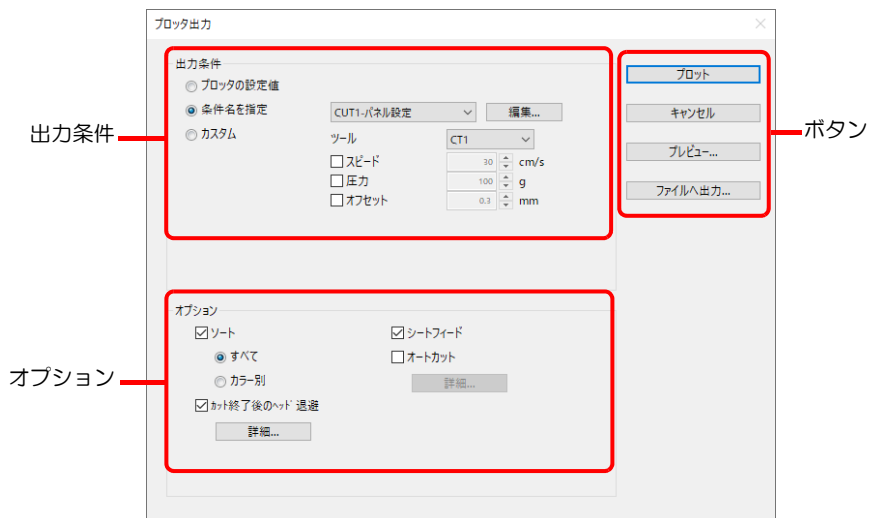 プロッタ出力
出力条件
プロッタの設定値
条件名を指定
CUT1-パネル設定
編集...
カスタム
ツール
CT1
スピード
30
cm/s
圧力
100
g
オフセット
0.3
mm
プロット
キャンセル
プレビュー...
ファイルへ出力...
出力条件
ボタン
オプション
ソート
すべて
カラー別
カット終了後のヘッド退避
詳細...
シートフィード
オートカット
詳細...
オプション